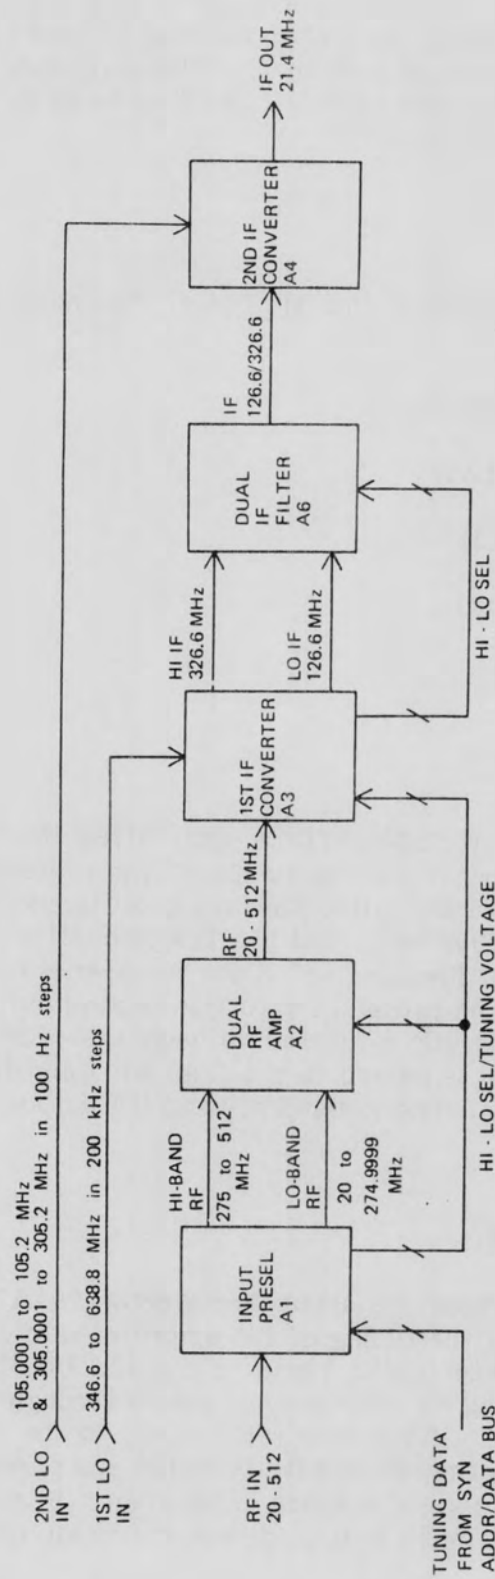 2ND LO
IN
105.0001 to 105.2 MHz
& 305.0001 to 305.2 MHz in 100 Hz steps
1ST LO
IN
346.6 to 638.8 MHz in 200 kHz steps
RF IN
20 - 512
INPUT
PRESEL
A1
HI-BAND
RF
275 to 512
MHz
LO-BAND
RF
20 to
274.9999
MHz
DUAL
RF
AMP
A2
RF
20 - 512 MHz
1ST IF
CONVERTER
A3
HI IF
326.6 MHz
LO IF
126.6 MHz
DUAL
IF
FILTER
A6
IF
126.6/326.6
2ND IF
CONVERTER
A4
IF OUT
21.4 MHz
TUNING DATA
FROM SYN
ADDR/DATA BUS
HI - LO SEL/TUNING VOLTAGE
HI - LO SEL